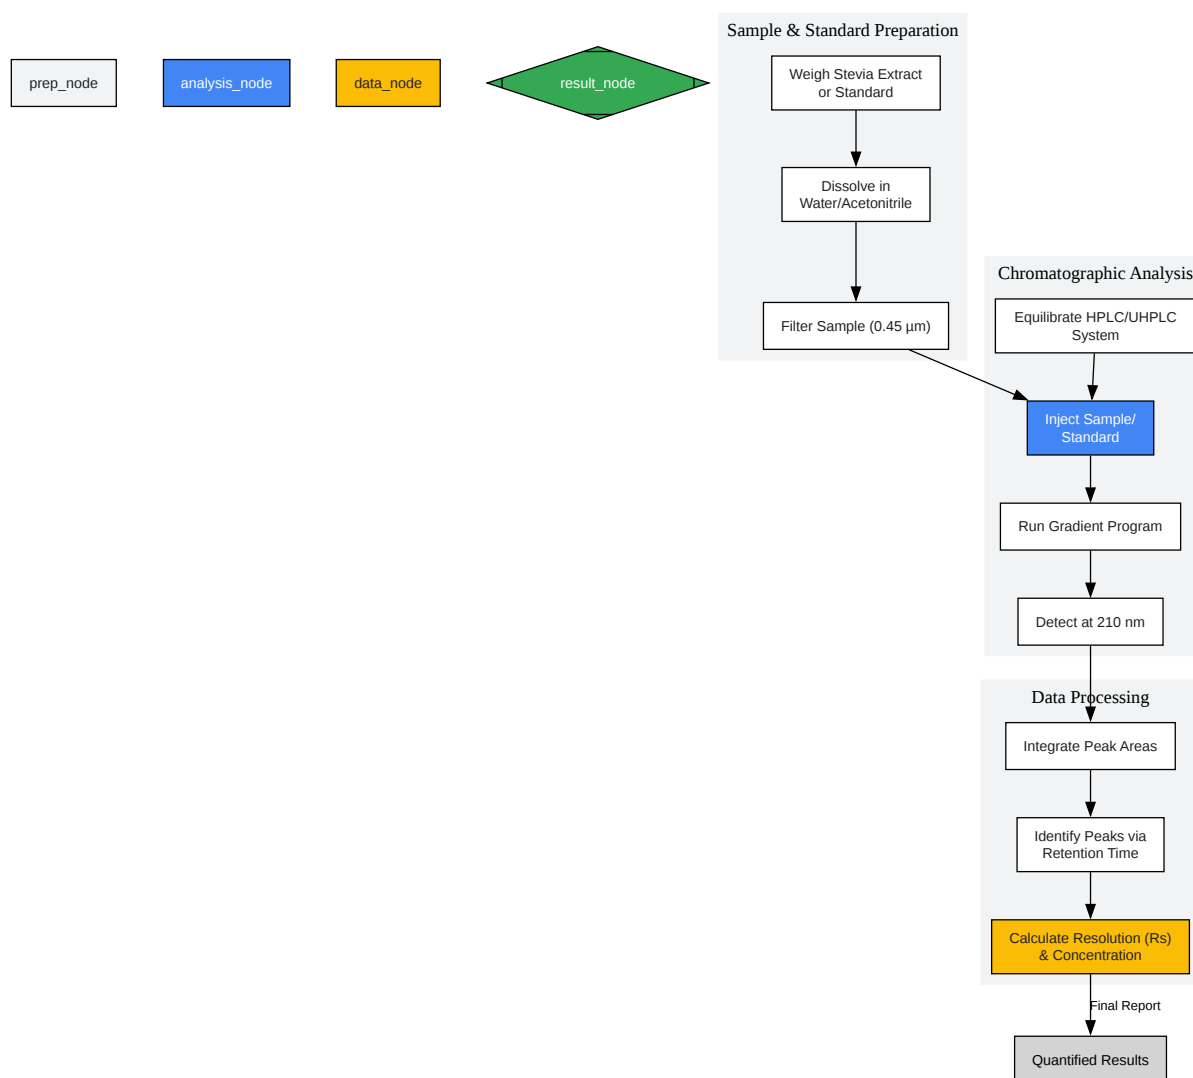 prep_node
analysis_node
data_node
result_node
Sample & Standard Preparation
Weigh Stevia Extract
or Standard
Dissolve in
Water/Acetonitrile
Filter Sample (0.45 µm)
Chromatographic Analysis
Equilibrate HPLC/UHPLC
System
Inject Sample/
Standard
Run Gradient Program
Detect at 210 nm
Data Processing
Integrate Peak Areas
Identify Peaks via
Retention Time
Calculate Resolution (Rs)
& Concentration
Final Report
Quantified Results